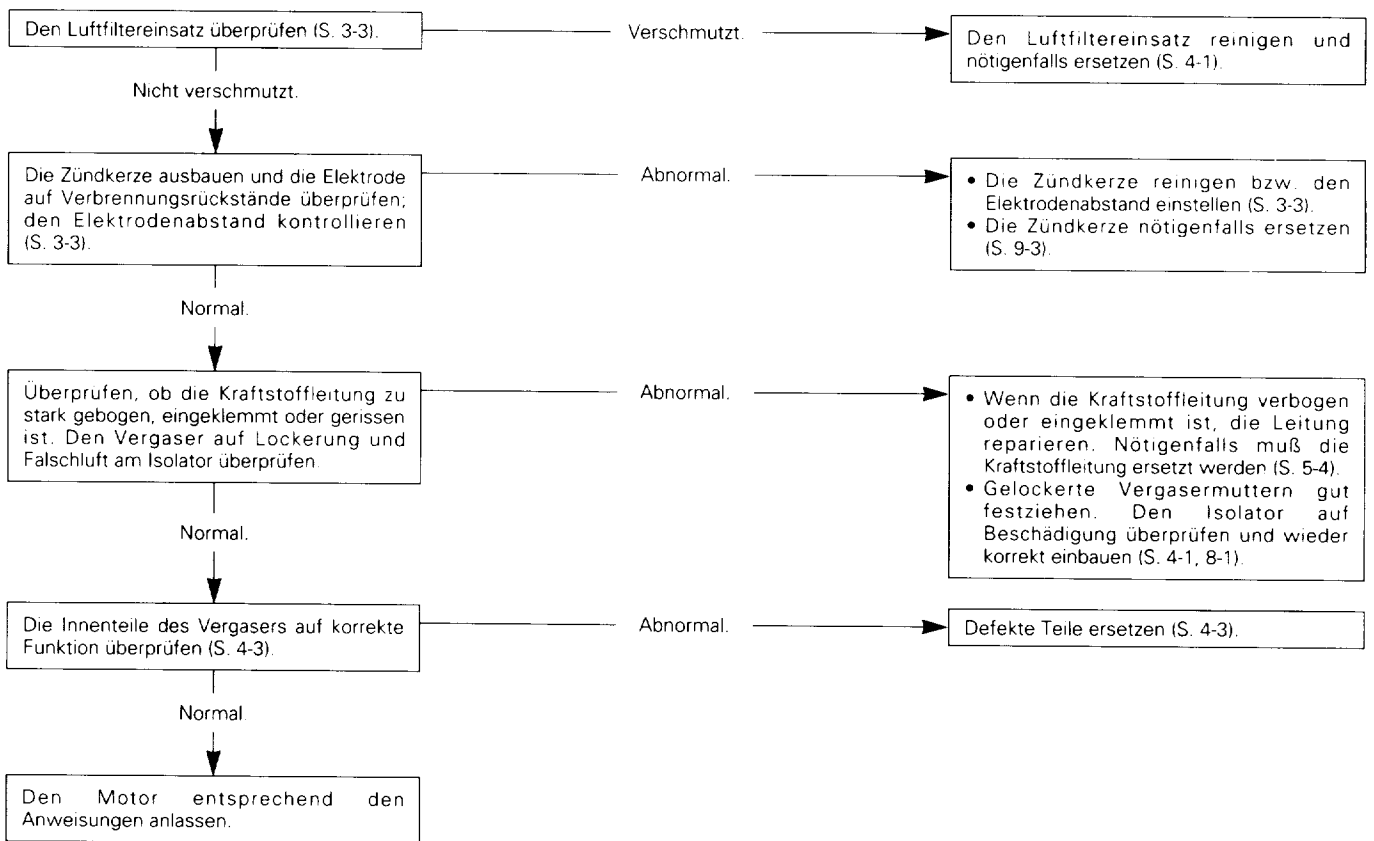 Den Luftfiltereinsatz überprüfen (S. 3-3).
Verschmutzt.
Den Luftfiltereinsatz reinigen und
nötigenfalls ersetzen (S. 4-1).
Nicht verschmutzt.
Die Zündkerze ausbauen und die Elektrode
auf Verbrennungsrückstände überprüfen;
den Elektrodenabstand kontrollieren
(S. 3-3).
Abnormal.
• Die Zündkerze reinigen bzw. den
Elektrodenabstand einstellen (S. 3-3).
• Die Zündkerze nötigenfalls ersetzen
(S. 9-3).
Normal.
Überprüfen, ob die Kraftstoffleitung zu
stark gebogen, eingeklemmt oder gerissen
ist. Den Vergaser auf Lockerung und
Falschluft am Isolator überprüfen.
Abnormal.
• Wenn die Kraftstoffleitung verbogen
oder eingeklemmt ist, die Leitung
reparieren. Nötigenfalls muß die
Kraftstoffleitung ersetzt werden (S. 5-4).
• Gelockerte Vergasermuttern gut
festziehen. Den Isolator auf
Beschädigung überprüfen und wieder
korrekt einbauen (S. 4-1, 8-1).
Normal.
Die Innenteile des Vergasers auf korrekte
Funktion überprüfen (S. 4-3).
Abnormal.
Defekte Teile ersetzen (S. 4-3).
Normal.
Den Motor entsprechend den
Anweisungen anlassen.